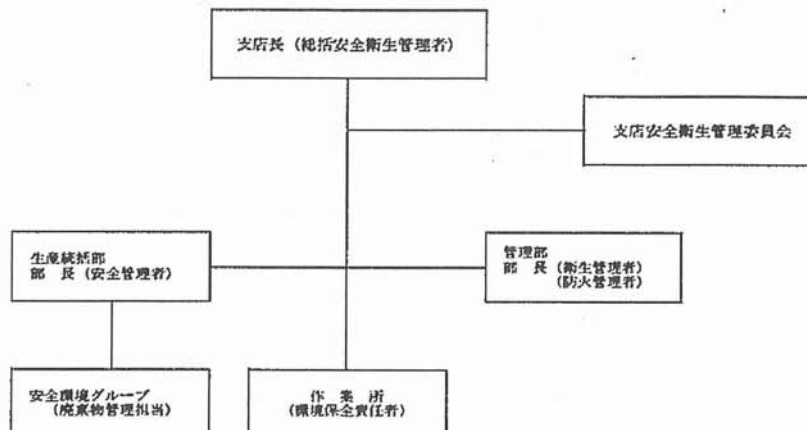 支店長（総括安全衛生管理者）
支店安全衛生管理委員会
生産統括部
部　長（安全管理者）
管理部
部　長（衛生管理者）
（防火管理者）
安全環境グループ
（廃棄物管理担当）
作　業　所
（環境保全責任者）